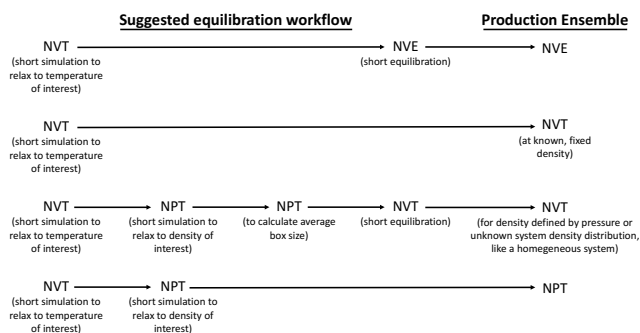 Suggested equilibration workflow
Production Ensemble
NVT
NVE
NVE
(short simulation to
relax to temperature
of interest)
(short equilibration)
NVT
NVT
(short simulation to
relax to temperature
of interest)
(at known, fixed
density)
NVT
NPT
NPT
NVT
NVT
(short simulation to
relax to temperature
of interest)
(short simulation to
relax to density of
interest)
(to calculate average
box size)
(short equilibration)
(for density defined by pressure or
unknown system density distribution,
like a homogeneous system)
NVT
NPT
NPT
(short simulation to
relax to temperature
of interest)
(short simulation to
relax to density of
interest)